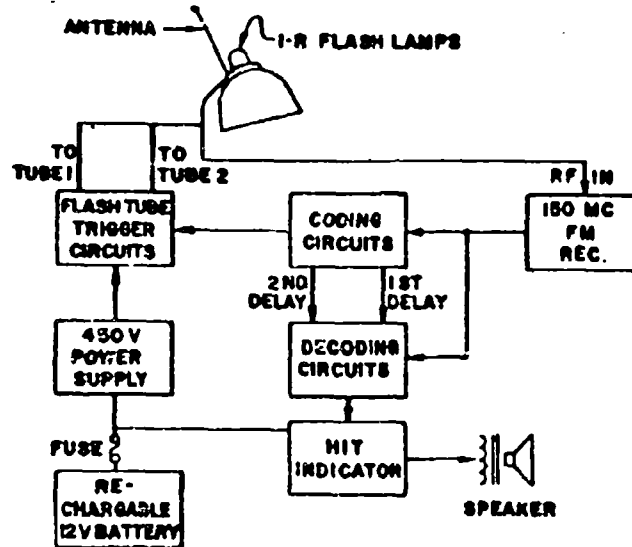 ANTENNA
I-R FLASH LAMPS
TO
TUBE 1
TO
TUBE 2
RF IN
FLASH TUBE
TRIGGER
CIRCUITS
CODING
CIRCUITS
150 MC
FM
REC.
2ND
DELAY
1ST
DELAY
450 V
POWER
SUPPLY
DECODING
CIRCUITS
FUSE
HIT
INDICATOR
RE-
CHARGABLE
12V BATTERY
SPEAKER